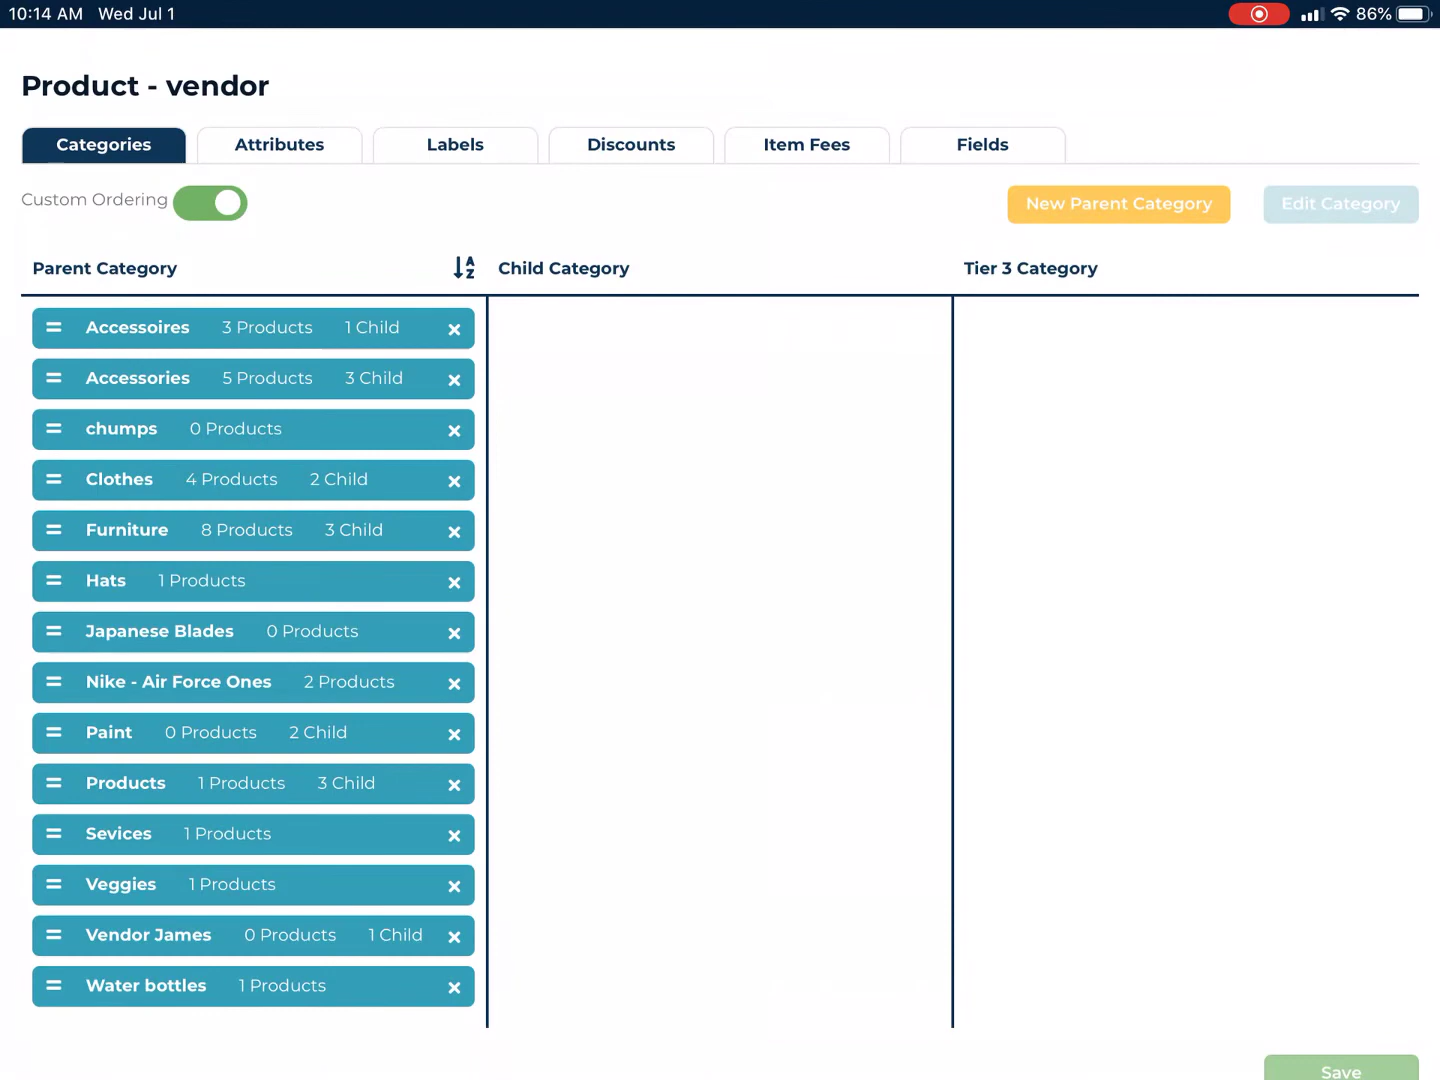 10:14 AM Wed Jul 1 86%
Product - vendor
Categories Attributes Labels Discounts Item Fees Fields
Custom Ordering New Parent Category Edit Category
Parent Category A Z Child Category Tier 3 Category
Accessoires 3 Products 1 Child
Accessories 5 Products 3 Child
chumps 0 Products
Clothes 4 Products 2 Child
Furniture 8 Products 3 Child
Hats 1 Products
Japanese Blades 0 Products
Nike - Air Force Ones 2 Products
Paint 0 Products 2 Child
Products 1 Products 3 Child
Sevices 1 Products
Veggies 1 Products
Vendor James 0 Products 1 Child
Water bottles 1 Products
Save